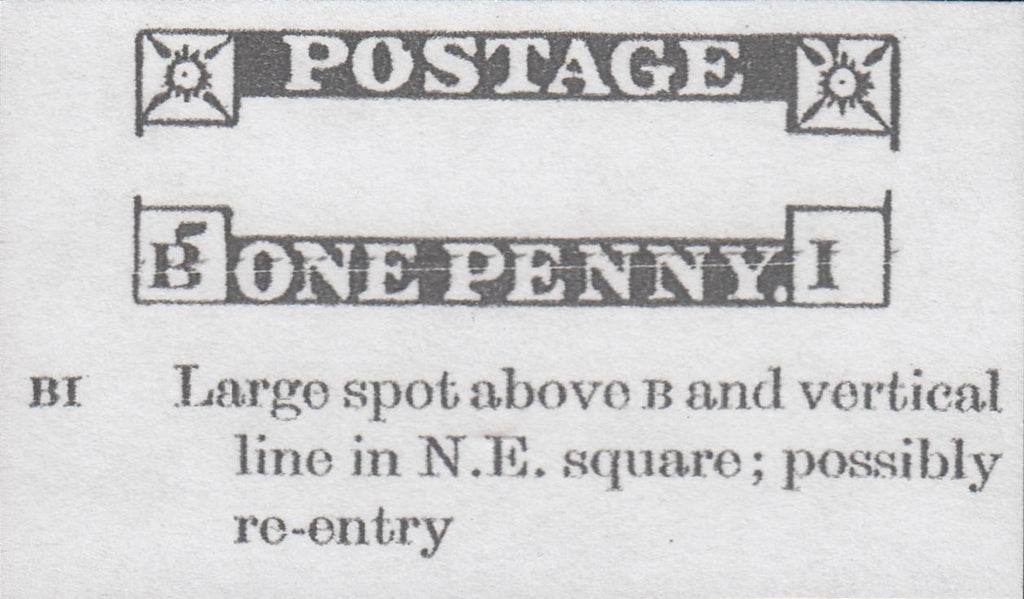 POSTAGE
B ONE PENNY. I
BI Large spot above B and vertical
line in N.E. square; possibly
re-entry